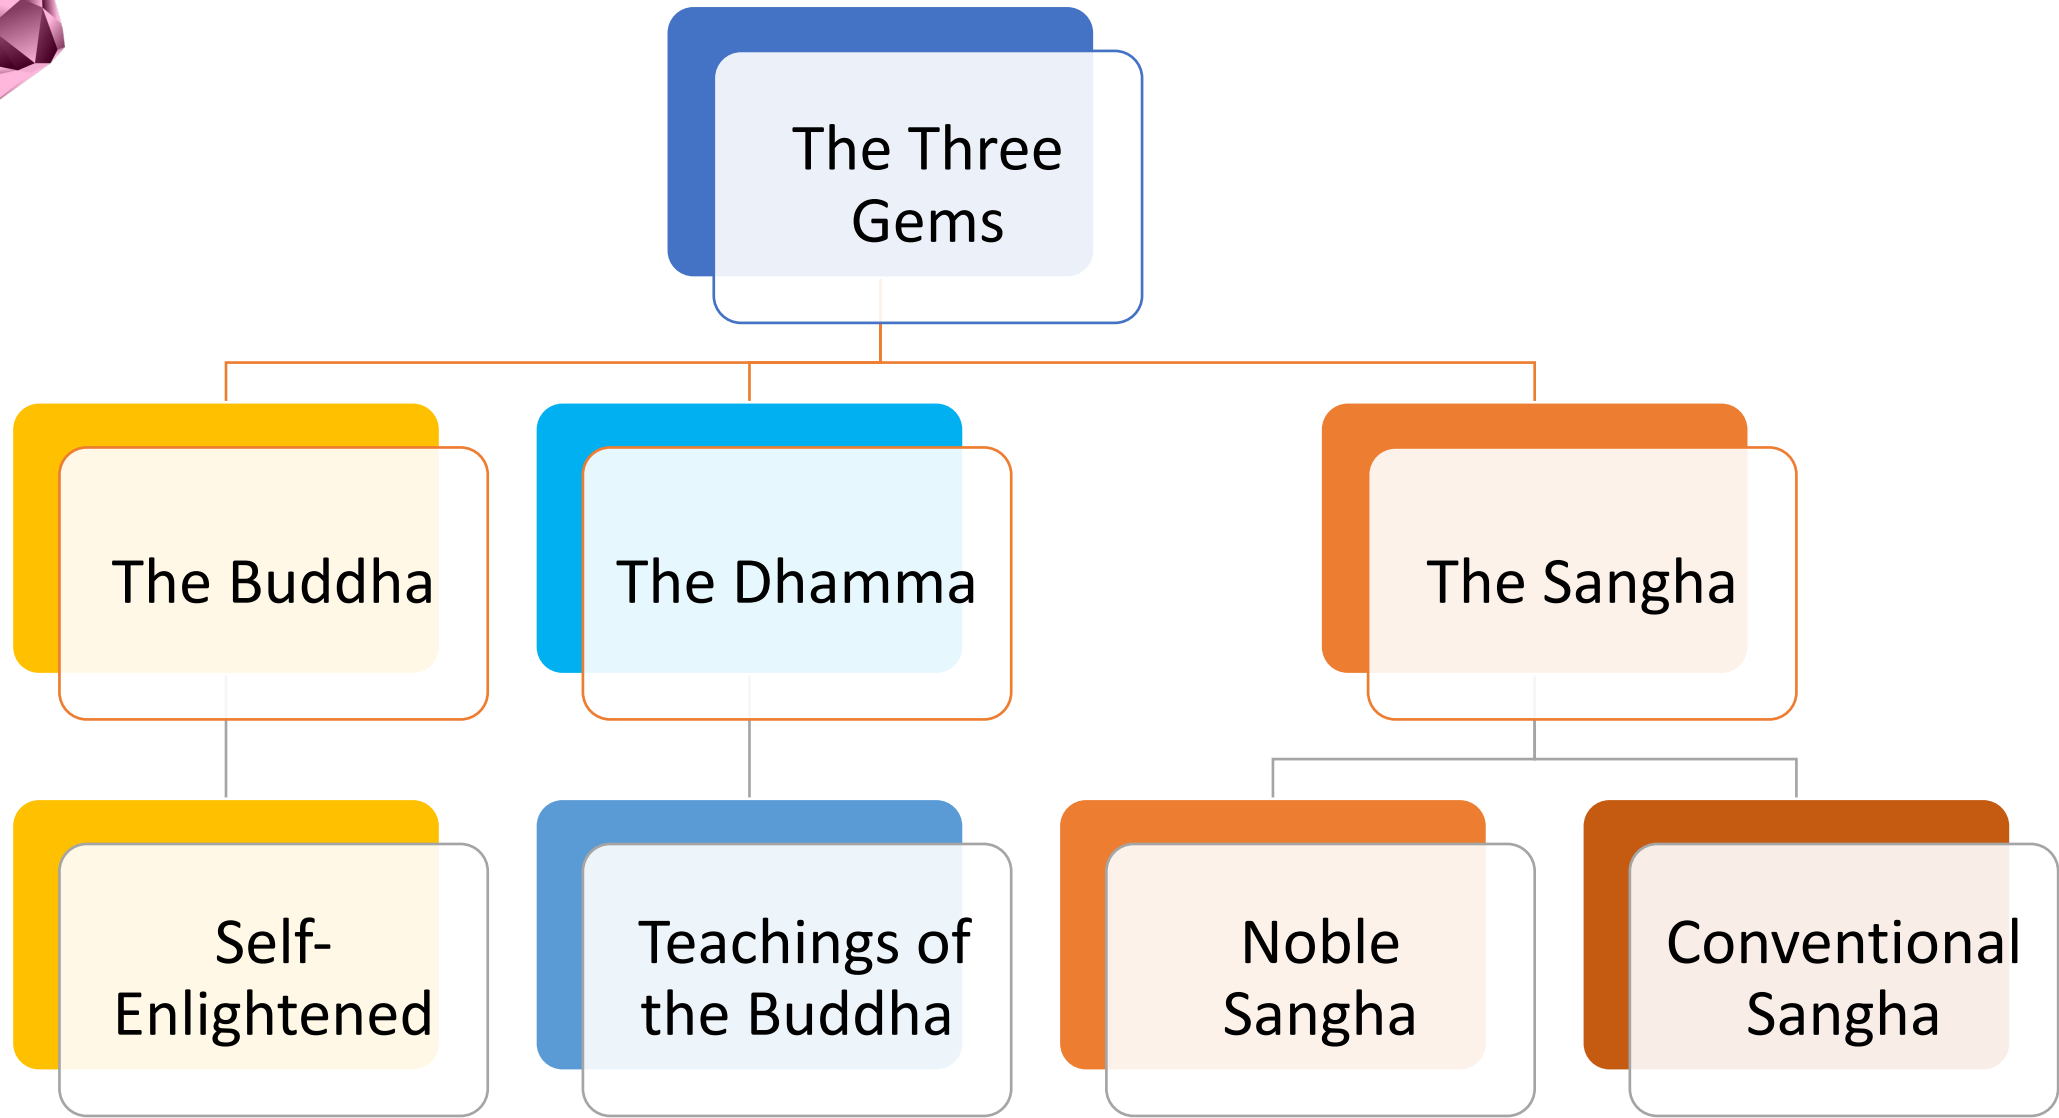 The Three
Gems
The Buddha
The Dhamma
The Sangha
Self-
Enlightened
Teachings of
the Buddha
Noble
Sangha
Conventional
Sangha